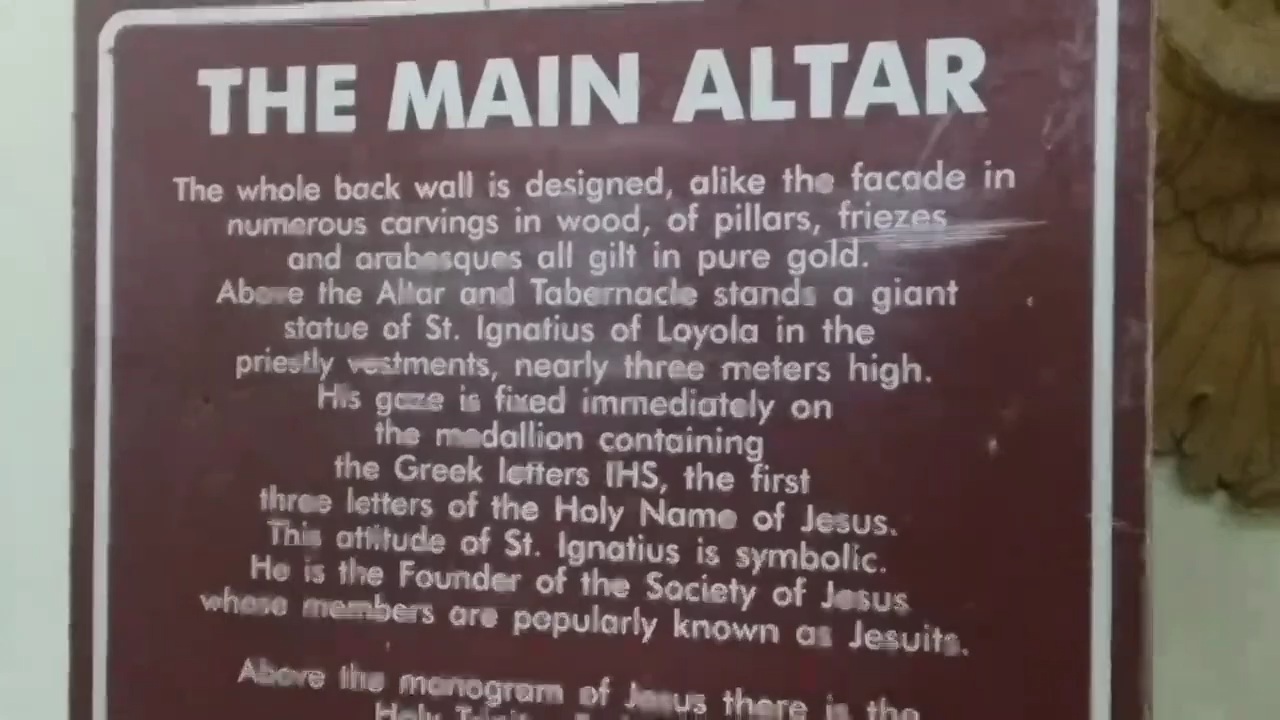 THE MAIN ALTAR
The whole back wall is designed, alike the facade in
numerous carvings in wood, of pillars, friezes
and arabesques all gilt in pure gold.
Above the Altar and Tabernacle stands a giant
statue of St. Ignatius of Loyola in the
priestly vestments, nearly three meters high.
His gaze is fixed immediately on
the medallion containing
the Greek letters IHS, the first
three letters of the Holy Name of Jesus.
This attitude of St. Ignatius is symbolic.
He is the Founder of the Society of Jesus
whose members are popularly known as Jesuits.
Above the monogram of Jesus there is the
Holy